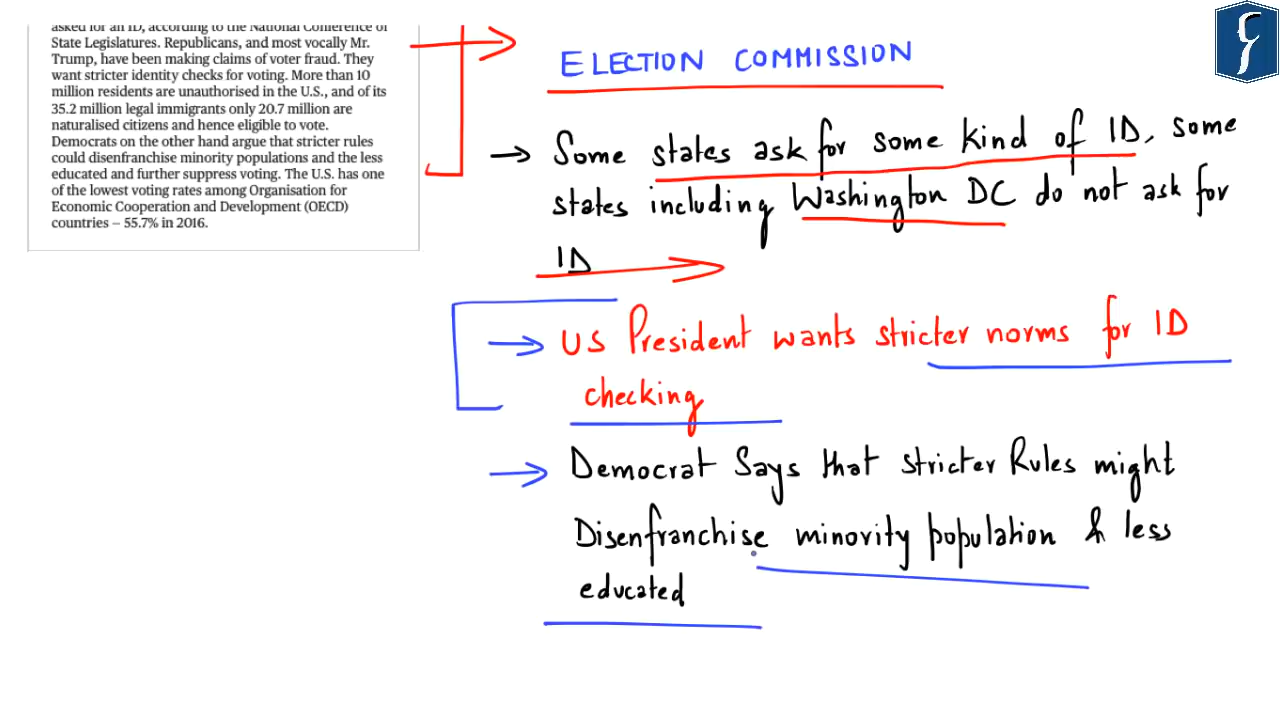 asked for an ID, according to the National Conference of
State Legislatures. Republicans, and most vocally Mr.
Trump, have been making claims of voter fraud. They
want stricter identity checks for voting. More than 10
million residents are unauthorised in the U.S., and of its
35.2 million legal immigrants only 20.7 million are
naturalised citizens and hence eligible to vote.
Democrats on the other hand argue that stricter rules
could disenfranchise minority populations and the less
educated and further suppress voting. The U.S. has one
of the lowest voting rates among Organisation for
Economic Cooperation and Development (OECD)
countries – 55.7% in 2016.
ELECTION COMMISSION
→ Some states ask for some kind of ID, some
states including Washington DC do not ask for
ID
→ US President wants stricter norms for ID
checking
→ Democrat Says that stricter Rules might
Disenfranchise minority population & less
educated